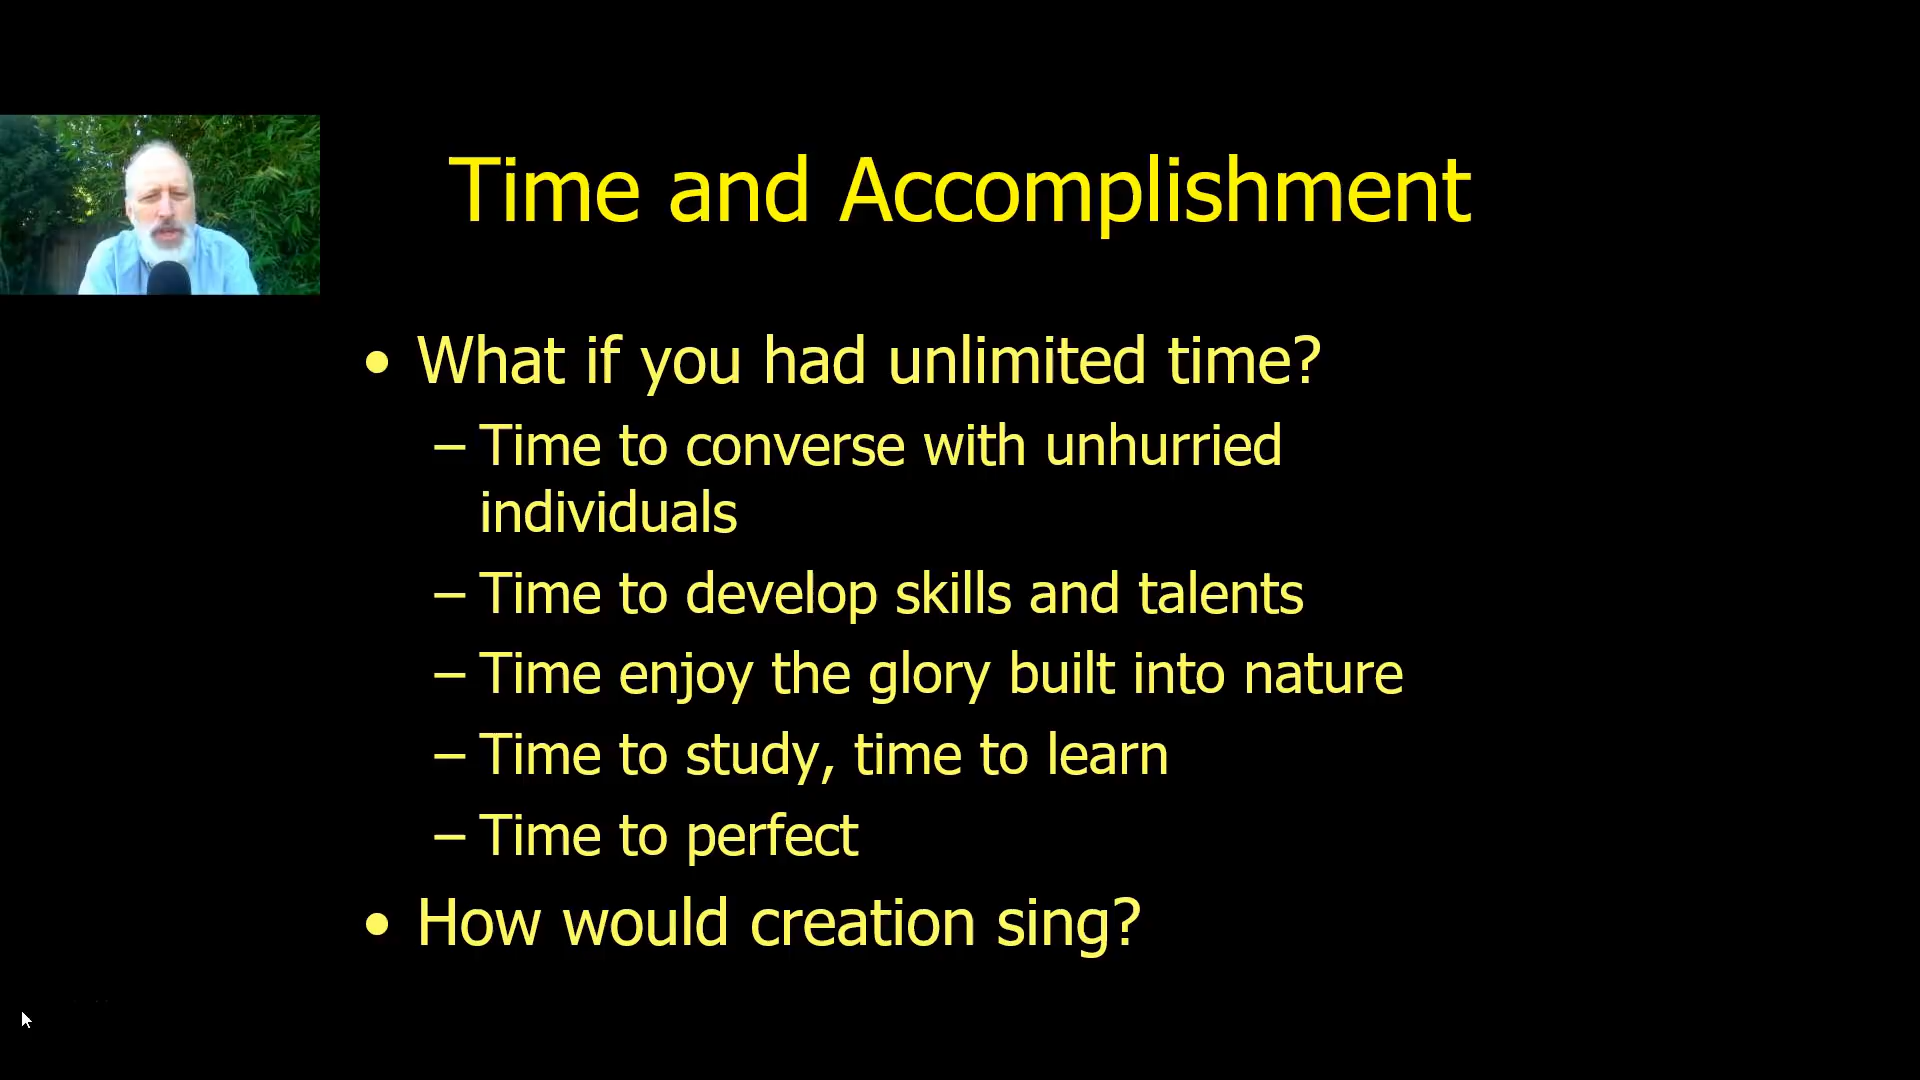 Time and Accomplishment
• What if you had unlimited time?
– Time to converse with unhurried
individuals
– Time to develop skills and talents
– Time enjoy the glory built into nature
– Time to study, time to learn
– Time to perfect
• How would creation sing?